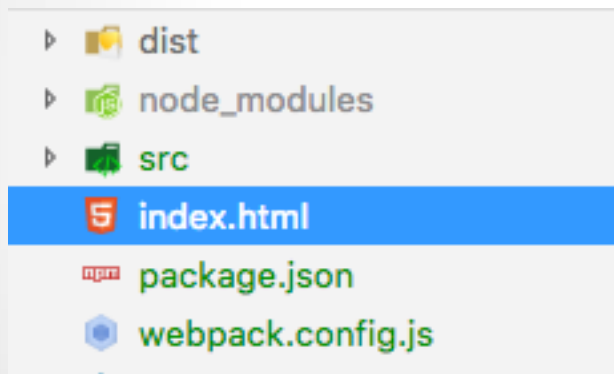 dist
node_modules
src
index.html
package.json
webpack.config.js